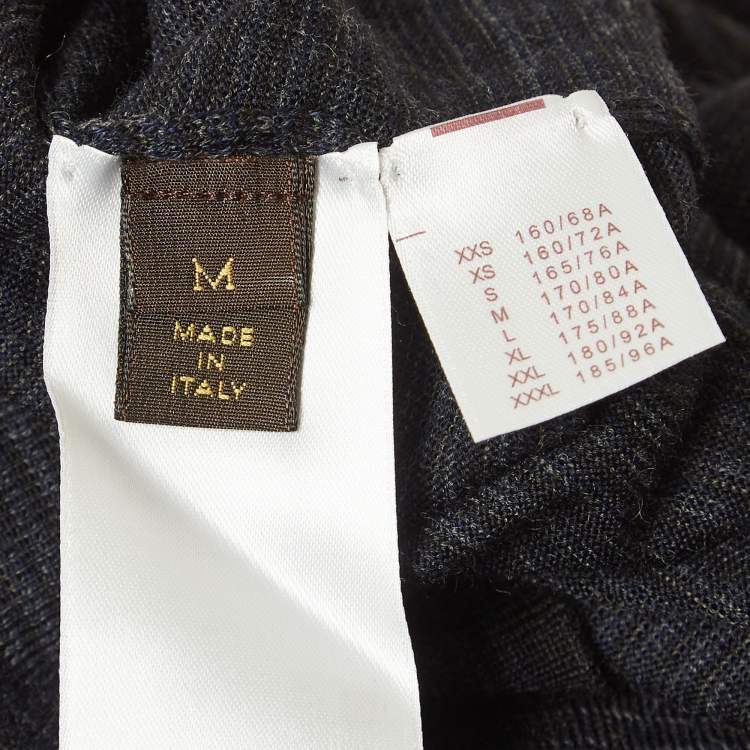 M
MADE
IN
ITALY
XXS 160/68A
XS 160/72A
S 165/76A
M 170/80A
L 170/84A
XL 175/88A
XXL 180/92A
XXXL 185/96A